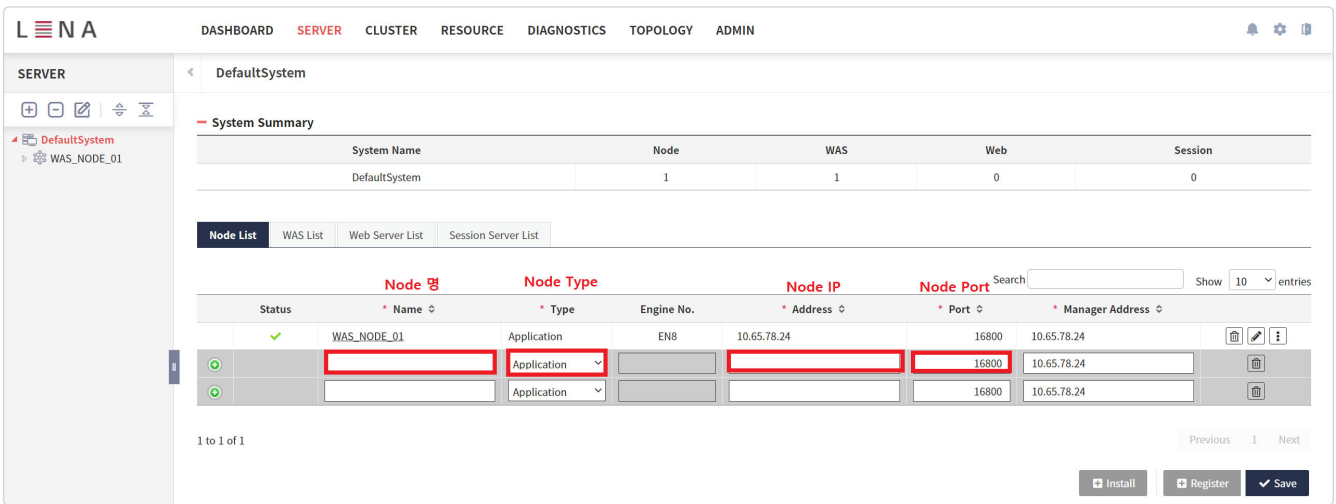 LENA
DASHBOARD SERVER CLUSTER RESOURCE DIAGNOSTICS TOPOLOGY ADMIN
SERVER
DefaultSystem
DefaultSystem
WAS_NODE_01
System Summary
System Name Node WAS Web Session
DefaultSystem 1 1 0 0
Node List WAS List Web Server List Session Server List
Node 명 Node Type Node IP Node Port Search Show 10 entries
Status * Name * Type Engine No. * Address * Port * Manager Address
WAS_NODE_01 Application EN8 10.65.78.24 16800 10.65.78.24
Application 16800 10.65.78.24
Application 16800 10.65.78.24
1 to 1 of 1
Previous 1 Next
Install Register Save